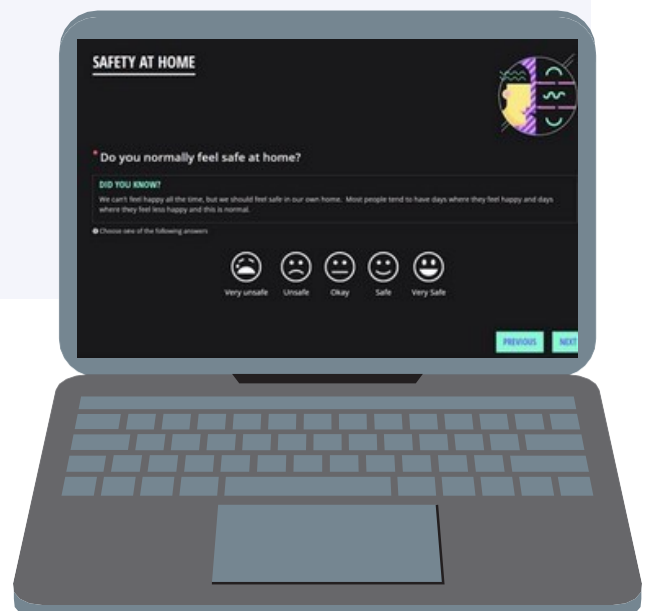 SAFETY AT HOME
* Do you normally feel safe at home?
DID YOU KNOW?
We can't feel happy all the time, but we should feel safe in our own home. Most people tend to have days where they feel happy and days
where they feel less happy and this is normal.
Choose one of the following answers
Very unsafe Unsafe Okay Safe Very Safe
PREVIOUS NEXT